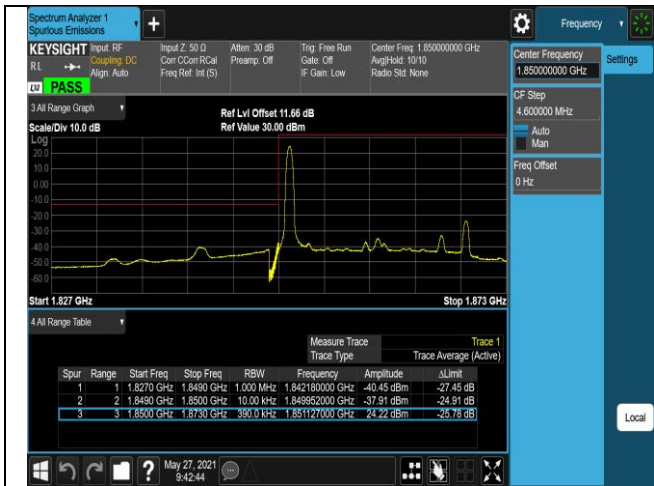 Spectrum Analyzer 1
Spurious Emissions
Frequency
KEYSIGHT
RL
LXI
PASS
Input: RF
Coupling: DC
Align: Auto
Input Z: 50 Ω
Corr CCorr RCal
Freq Ref: Int (S)
Atten: 30 dB
Preamp: Off
Trig: Free Run
Gate: Off
IF Gain: Low
Center Freq: 1.850000000 GHz
Avg|Hold: 10/10
Radio Std: None
Center Frequency
1.850000000 GHz
Settings
CF Step
4.600000 MHz
Auto
Man
Freq Offset
0 Hz
Local
3 All Range Graph
Scale/Div 10.0 dB
Ref Lvl Offset 11.66 dB
Ref Value 30.00 dBm
Log
20.0
10.0
0.00
-10.0
-20.0
-30.0
-40.0
-50.0
-60.0
Start 1.827 GHz
Stop 1.873 GHz
4 All Range Table
Measure Trace Trace 1
Trace Type Trace Average (Active)
Spur Range Start Freq Stop Freq RBW Frequency Amplitude ΔLimit
1 1 1.8270 GHz 1.8490 GHz 1.000 MHz 1.842180000 GHz -40.45 dBm -27.45 dB
2 2 1.8490 GHz 1.8500 GHz 10.00 kHz 1.849952000 GHz -37.91 dBm -24.91 dB
3 3 1.8500 GHz 1.8730 GHz 390.0 kHz 1.851127000 GHz 24.22 dBm -25.78 dB
May 27, 2021
9:42:44